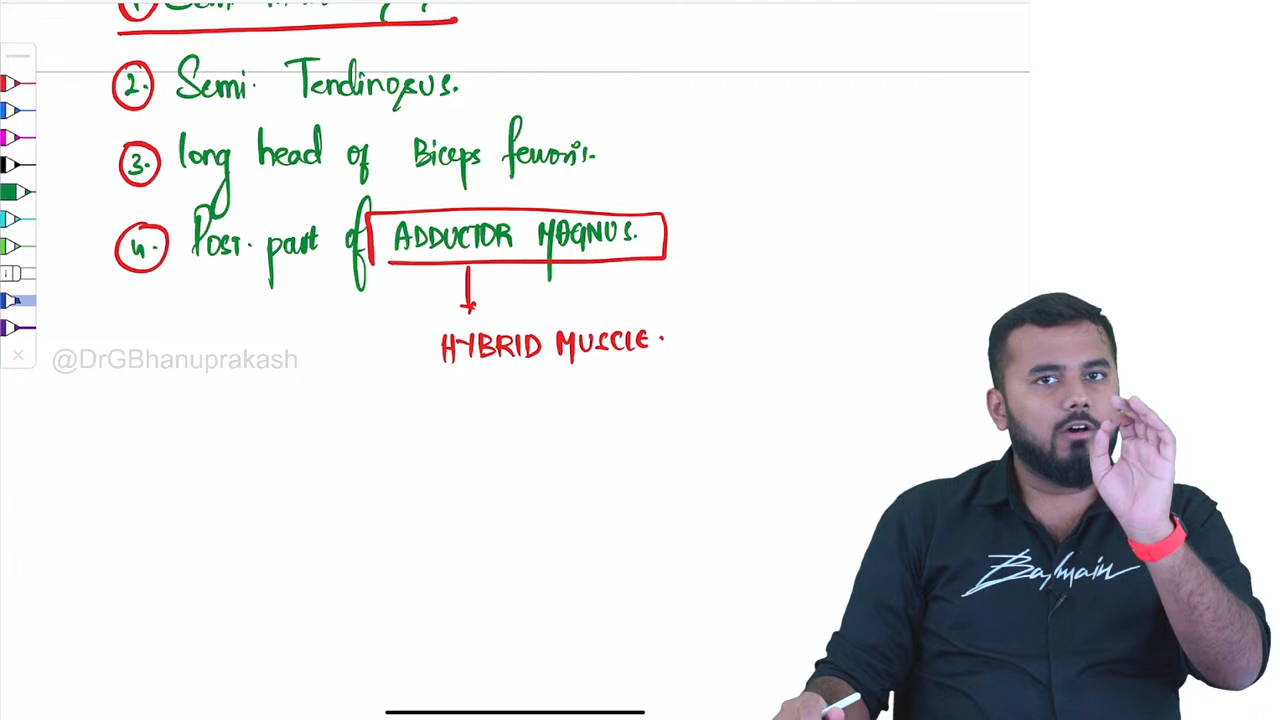 2. Semi. Tendinosus.
3. long head of Biceps femoris.
4. Post. part of ADDUCTOR MAGNUS.
HYBRID MUSCLE.
@DrGBhanuprakash
Balmain